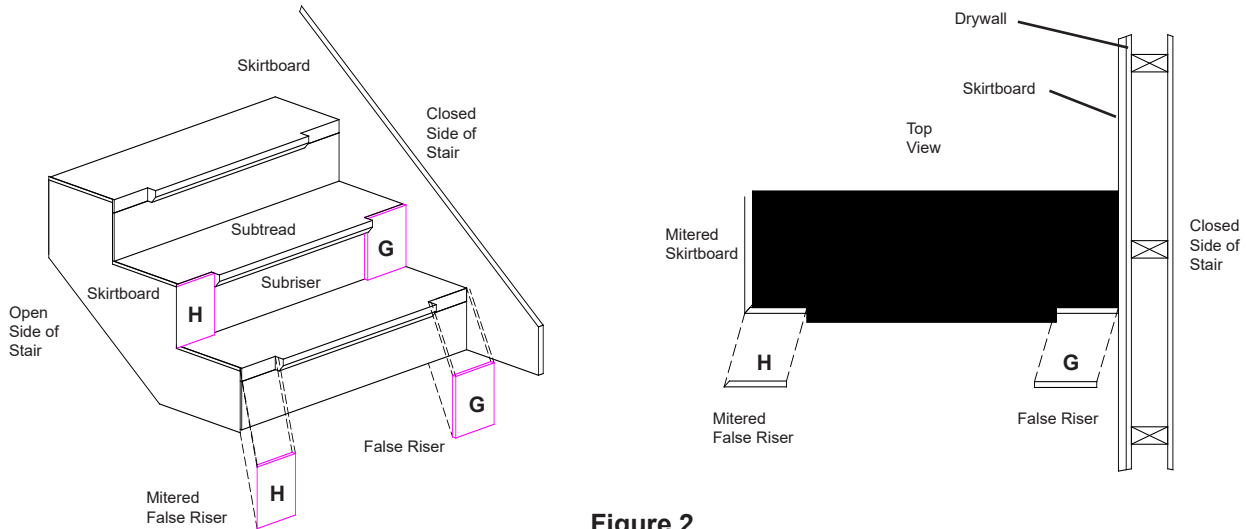 Skirtboard
Closed
Side of
Stair
Subtread
G
Subriser
Skirtboard
H
Open
Side of
Stair
G
False Riser
H
Mitered
False Riser
Drywall
Skirtboard
Top
View
Mitered
Skirtboard
Closed
Side of
Stair
H
G
Mitered
False Riser
False Riser
Figure 2